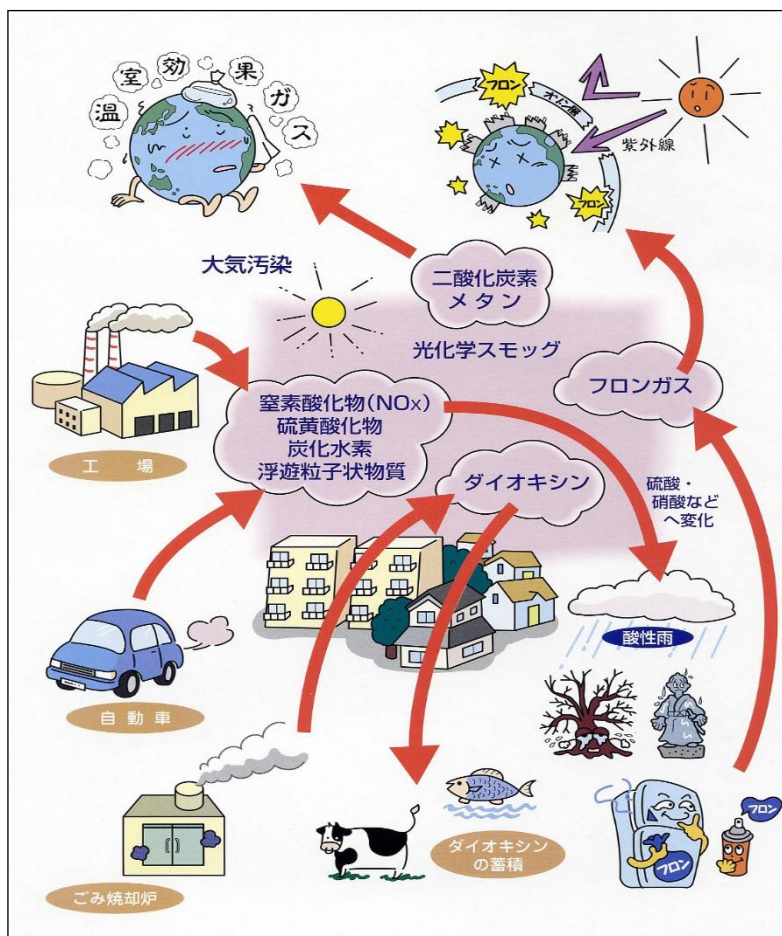 温室効果ガス
フロン
オゾン層
紫外線
フロン
大気汚染
二酸化炭素
メタン
光化学スモッグ
フロンガス
窒素酸化物(NOx)
硫黄酸化物
炭化水素
浮遊粒子状物質
ダイオキシン
硫酸・
硝酸など
へ変化
工場
酸性雨
自動車
フロン
フロン
ダイオキシン
の蓄積
ごみ焼却炉